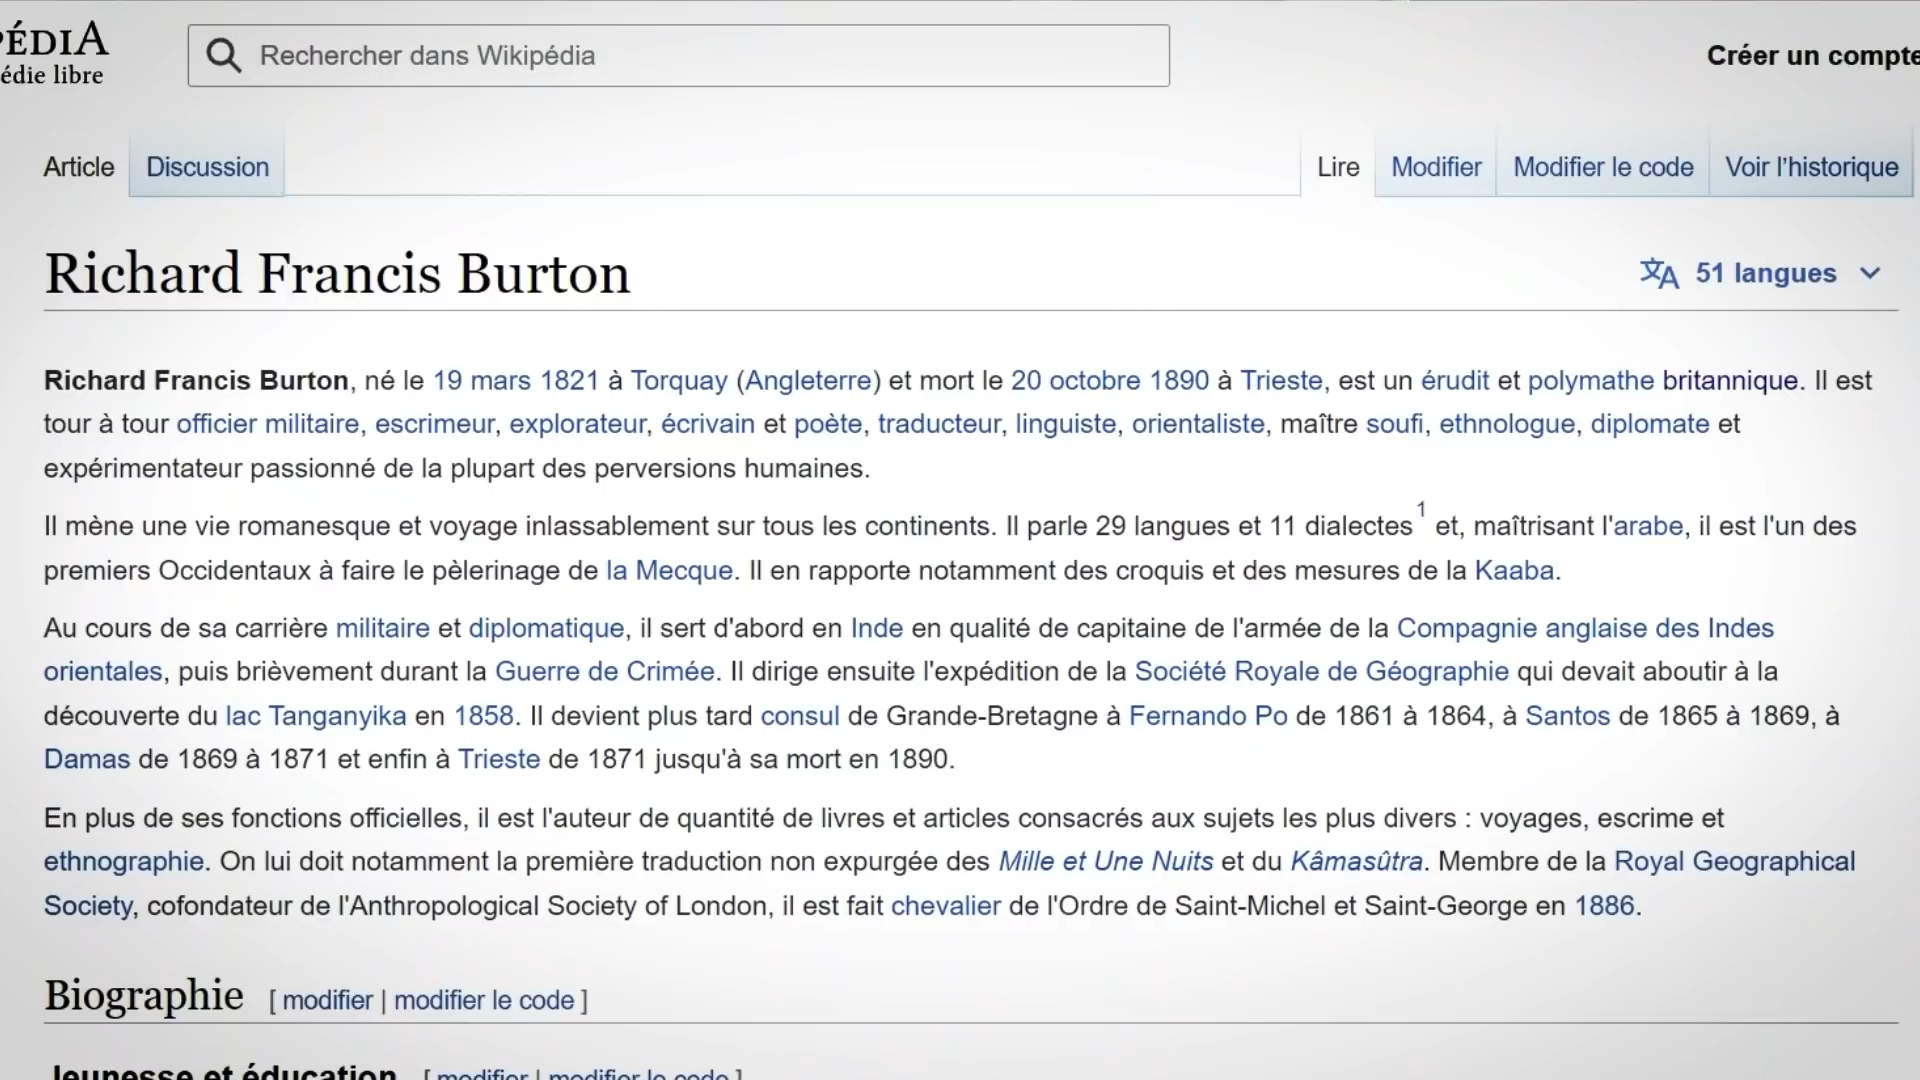 PÉDIA
édie libre
Rechercher dans Wikipédia
Créer un compte
Article
Discussion
Lire
Modifier
Modifier le code
Voir l’historique
Richard Francis Burton
51 langues
Richard Francis Burton, né le 19 mars 1821 à Torquay (Angleterre) et mort le 20 octobre 1890 à Trieste, est un érudit et polymathe britannique. Il est
tour à tour officier militaire, escrimeur, explorateur, écrivain et poète, traducteur, linguiste, orientaliste, maître soufi, ethnologue, diplomate et
expérimentateur passionné de la plupart des perversions humaines.
Il mène une vie romanesque et voyage inlassablement sur tous les continents. Il parle 29 langues et 11 dialectes 1 et, maîtrisant l'arabe, il est l'un des
premiers Occidentaux à faire le pèlerinage de la Mecque. Il en rapporte notamment des croquis et des mesures de la Kaaba.
Au cours de sa carrière militaire et diplomatique, il sert d'abord en Inde en qualité de capitaine de l'armée de la Compagnie anglaise des Indes
orientales, puis brièvement durant la Guerre de Crimée. Il dirige ensuite l'expédition de la Société Royale de Géographie qui devait aboutir à la
découverte du lac Tanganyika en 1858. Il devient plus tard consul de Grande-Bretagne à Fernando Po de 1861 à 1864, à Santos de 1865 à 1869, à
Damas de 1869 à 1871 et enfin à Trieste de 1871 jusqu'à sa mort en 1890.
En plus de ses fonctions officielles, il est l'auteur de quantité de livres et articles consacrés aux sujets les plus divers : voyages, escrime et
ethnographie. On lui doit notamment la première traduction non expurgée des Mille et Une Nuits et du Kâmasûtra. Membre de la Royal Geographical
Society, cofondateur de l'Anthropological Society of London, il est fait chevalier de l'Ordre de Saint-Michel et Saint-George en 1886.
Biographie [ modifier | modifier le code ]
Jeunesse et éducation [ modifier | modifier le code ]